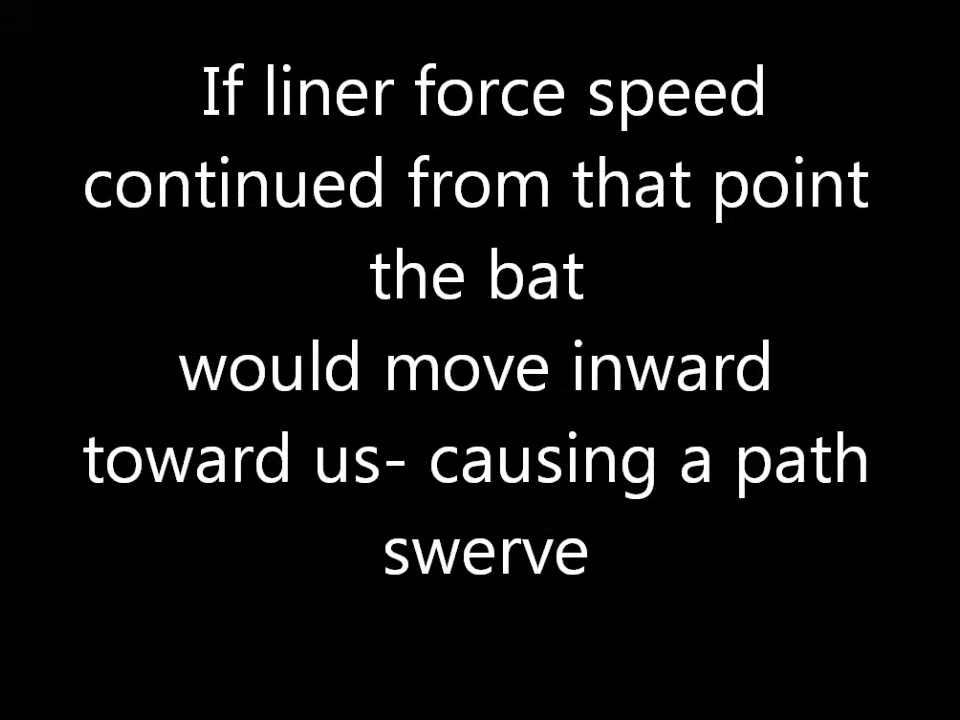 If liner force speed
continued from that point
the bat
would move inward
toward us- causing a path
swerve